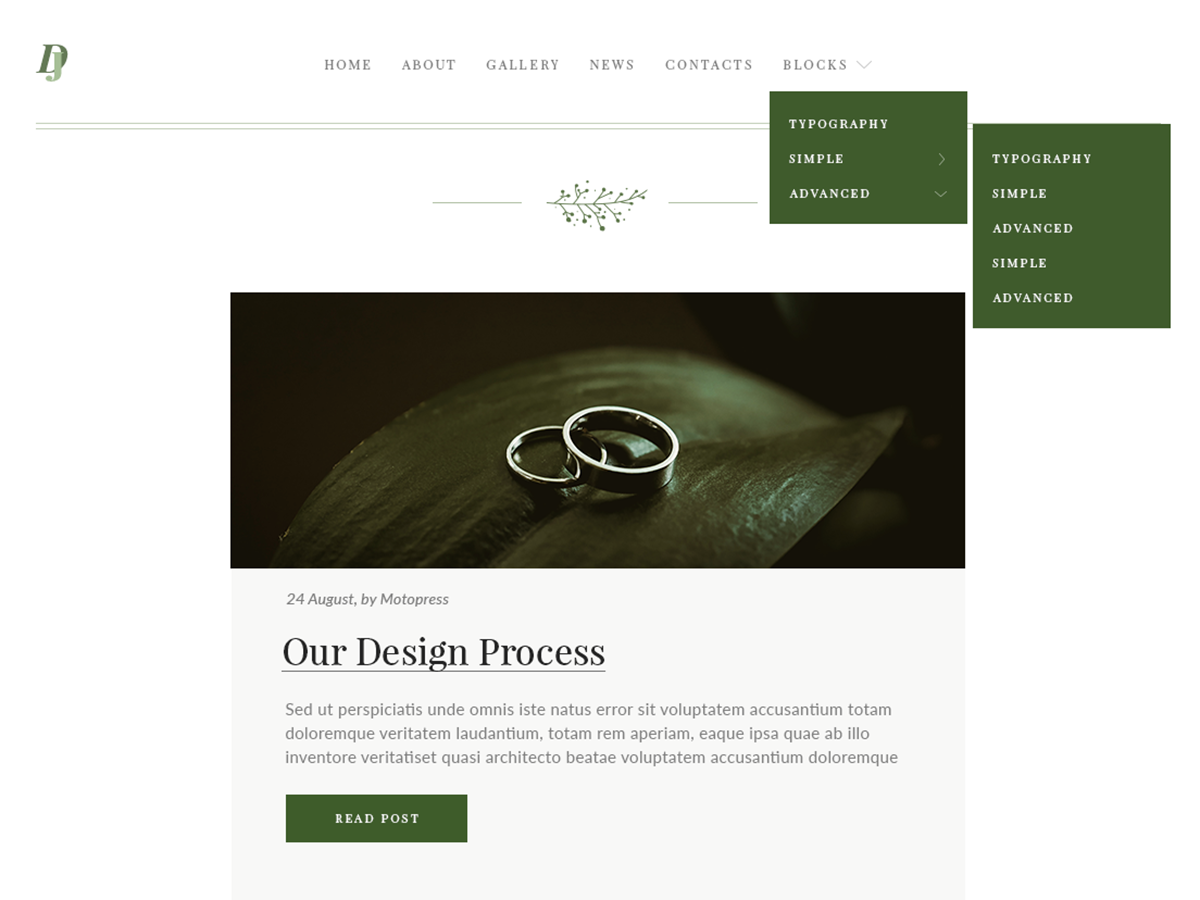 DJ
HOME ABOUT GALLERY NEWS CONTACTS BLOCKS
TYPOGRAPHY
SIMPLE
ADVANCED
TYPOGRAPHY
SIMPLE
ADVANCED
SIMPLE
ADVANCED
24 August, by Motopress
Our Design Process
Sed ut perspiciatis unde omnis iste natus error sit voluptatem accusantium totam
doloremque veritatem laudantium, totam rem aperiam, eaque ipsa quae ab illo
inventore veritatiset quasi architecto beatae voluptatem accusantium doloremque
READ POST